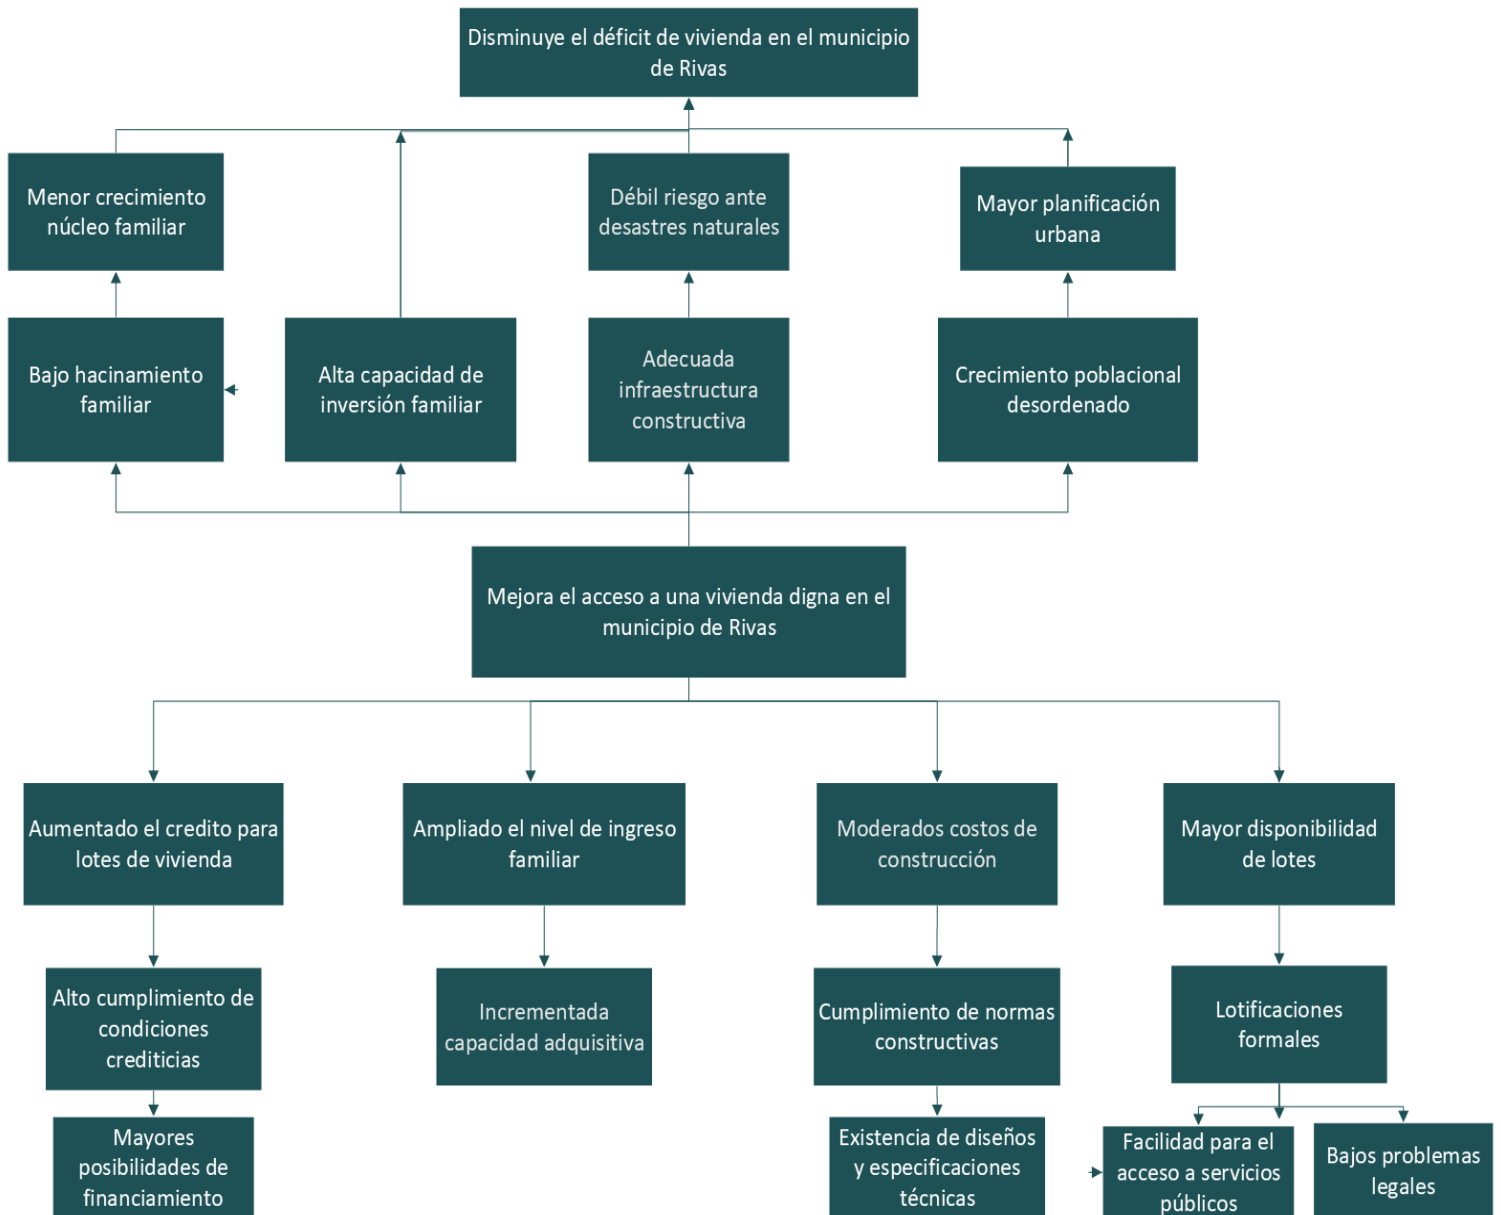 Disminuye el déficit de vivienda en el municipio
de Rivas
Menor crecimiento
núcleo familiar
Débil riesgo ante
desastres naturales
Mayor planificación
urbana
Bajo hacinamiento
familiar
Alta capacidad de
inversión familiar
Adecuada
infraestructura
constructiva
Crecimiento poblacional
desordenado
Mejora el acceso a una vivienda digna en el
municipio de Rivas
Aumentado el credito para
lotes de vivienda
Ampliado el nivel de ingreso
familiar
Moderados costos de
construcción
Mayor disponibilidad
de lotes
Alto cumplimiento de
condiciones
crediticias
Incrementada
capacidad adquisitiva
Cumplimiento de normas
constructivas
Lotificaciones
formales
Mayores
posibilidades de
financiamiento
Existencia de diseños
y especificaciones
técnicas
Facilidad para el
acceso a servicios
públicos
Bajos problemas
legales